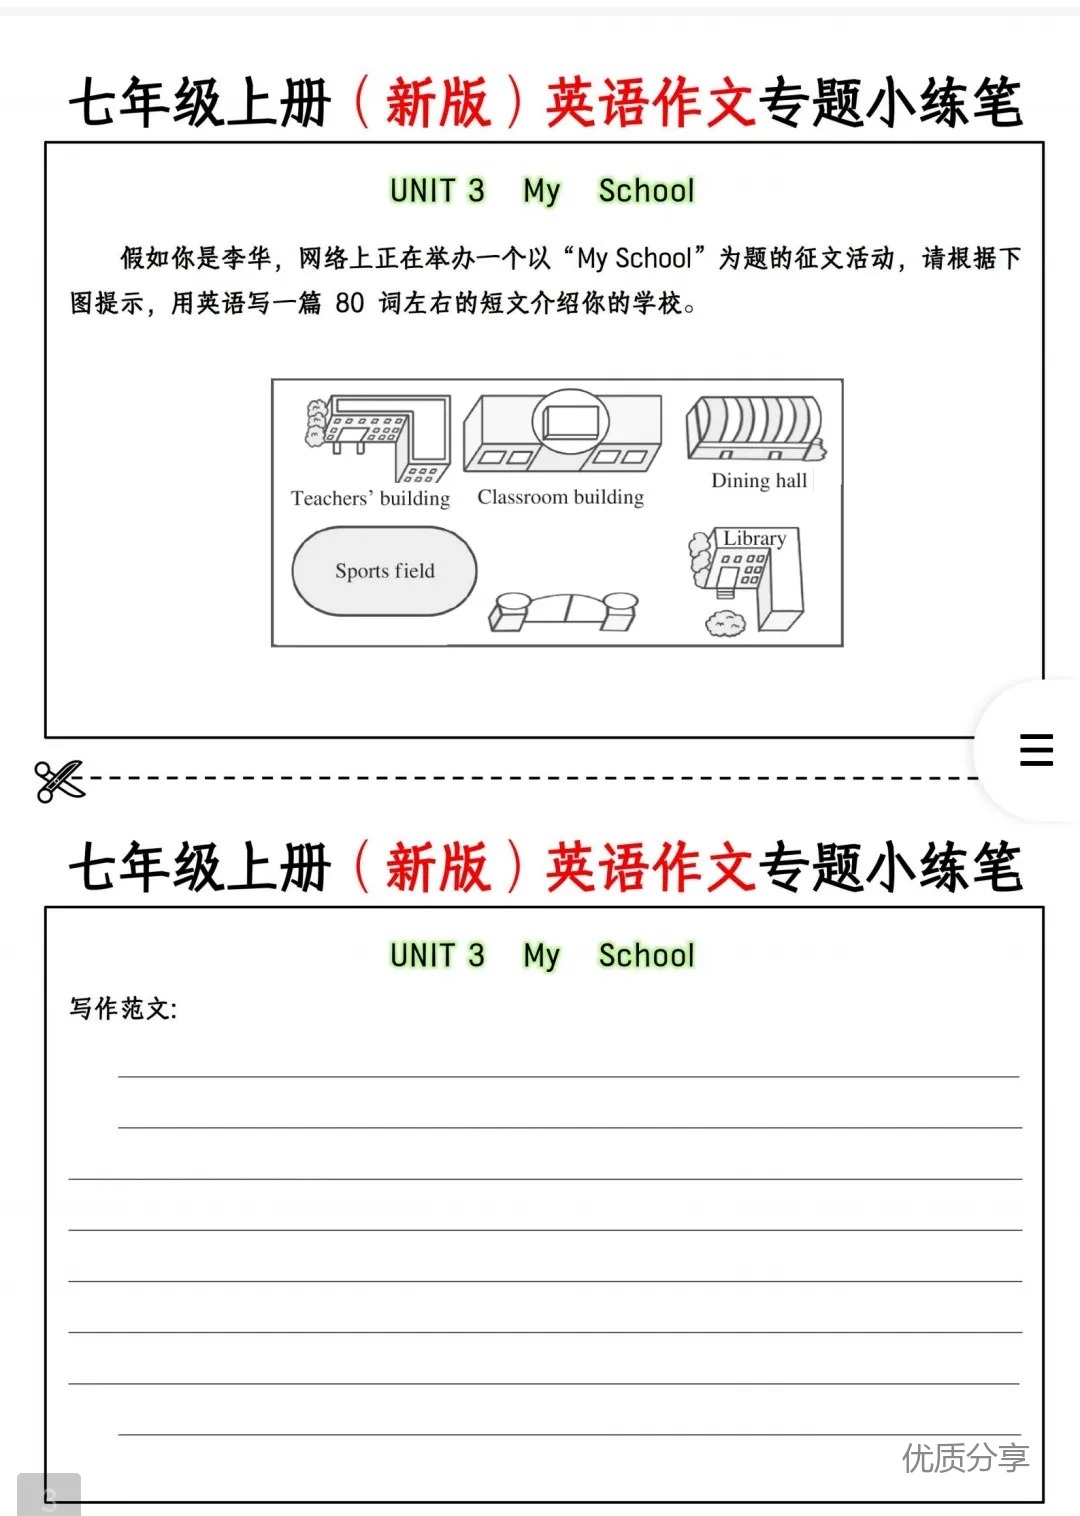 七年级上册（新版）英语作文专题小练笔
UNIT 3 My School
假如你是李华，网络上正在举办一个以“My School”为题的征文活动，请根据下
图提示，用英语写一篇 80 词左右的短文介绍你的学校。
Teachers’ building
Classroom building
Dining hall
Sports field
Library
七年级上册（新版）英语作文专题小练笔
UNIT 3 My School
写作范文:
优质分享
3